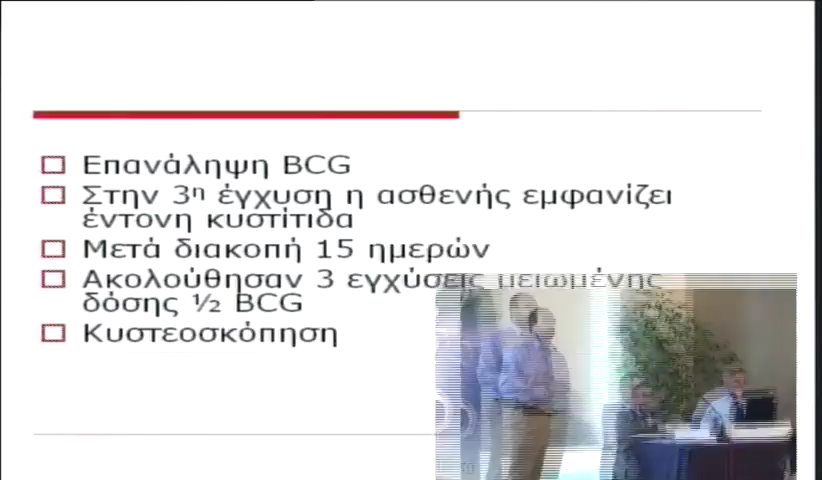 Επανάληψη BCG
Στην 3η έγχυση η ασθενής εμφανίζει
έντονη κυστίτιδα
Μετά διακοπή 15 ημερών
Ακολούθησαν 3 εγχύσεις μειωμένης
δόσης ½ BCG
Κυστεοσκόπηση